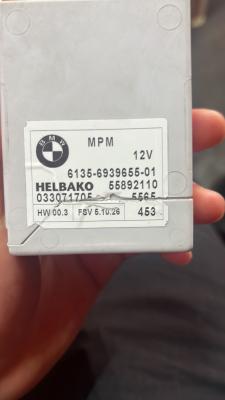 BMW
MPM
12V
6135-6939655-01
HELBAKO 55892110
033071705 5565
HW 00.3 FSV 5.10.26 453